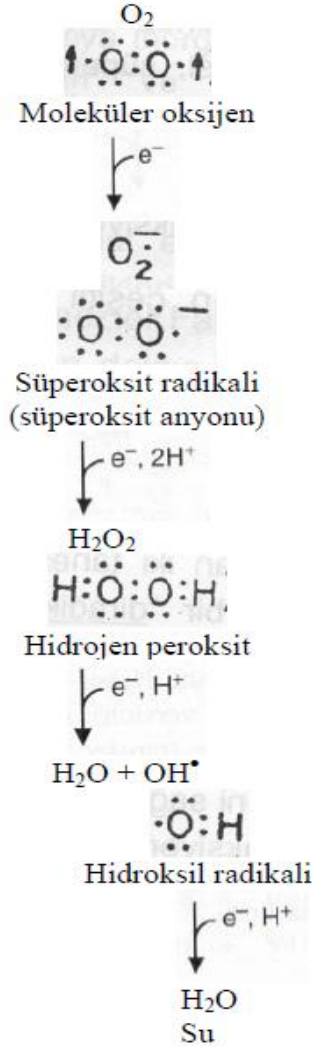 O₂
·O:O·
Moleküler oksijen
e⁻
O₂⁻·
:O:O·⁻
Süperoksit radikali
(süperoksit anyonu)
e⁻, 2H⁺
H₂O₂
H:O:O:H
Hidrojen peroksit
e⁻, H⁺
H₂O + OH•
·O:H
Hidroksil radikali
e⁻, H⁺
H₂O
Su